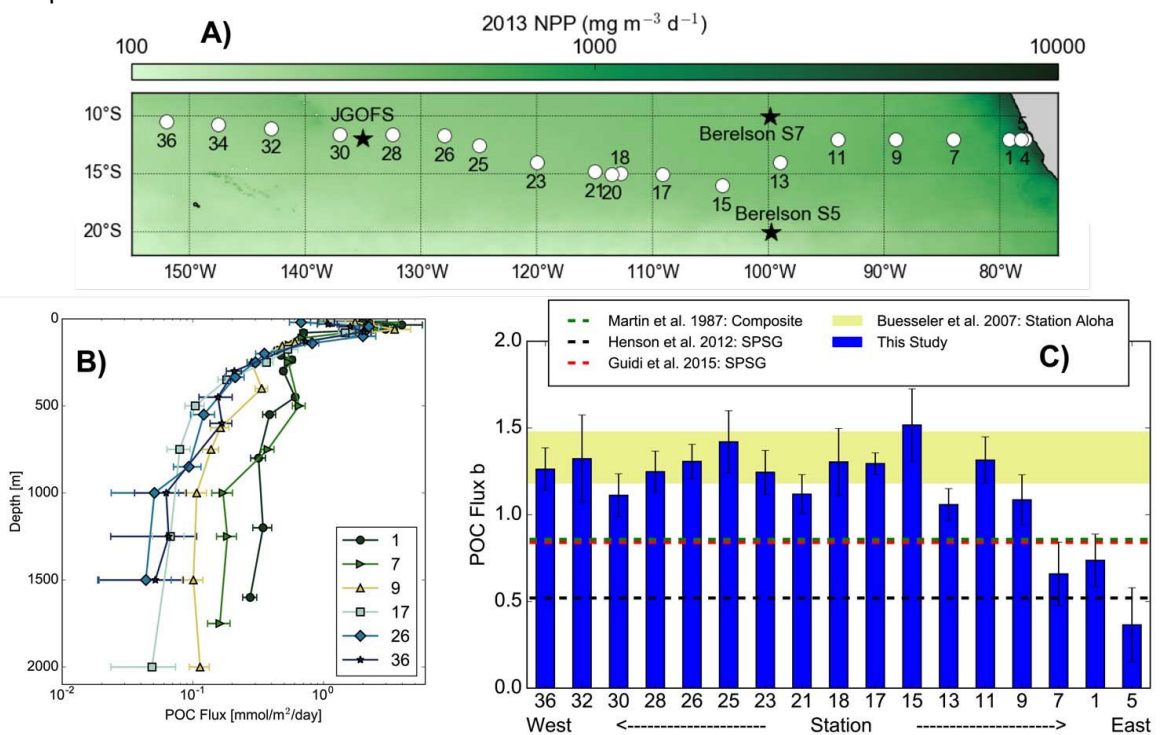 A)
2013 NPP (mg m⁻³ d⁻¹)
100 1000 10000
10°S
15°S
20°S
JGOFS
Berelson S7
Berelson S5
36 34 32 30 28 26 25 23 21 20 18 17 15 13 11 9 7 1 4 5
150°W 140°W 130°W 120°W 110°W 100°W 90°W 80°W
B)
0
500
1000
1500
2000
Depth [m]
10⁻² 10⁻¹ 10⁰
POC Flux [mmol/m²/day]
1
7
9
17
26
36
Martin et al. 1987: Composite
Henson et al. 2012: SPSG
Guidi et al. 2015: SPSG
Buesseler et al. 2007: Station Aloha
This Study
C)
2.0
1.5
1.0
0.5
0.0
POC Flux b
36 32 30 28 26 25 23 21 18 17 15 13 11 9 7 1 5
West <------------------- Station -------------------> East